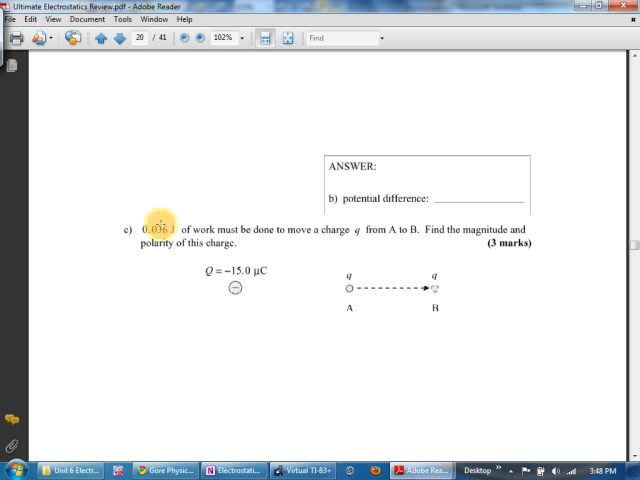 Ultimate Electrostatics Review.pdf - Adobe Reader
File Edit View Document Tools Window Help
20 / 41 102% Find
ANSWER:
b) potential difference:
c) 0.036 J of work must be done to move a charge q from A to B. Find the magnitude and
polarity of this charge. (3 marks)
Q = −15.0 μC
q q
A B
Unit 6 Electr... Gore Physic... Electrostati... Virtual TI-83+ Adobe Rea... Desktop » 3:48 PM